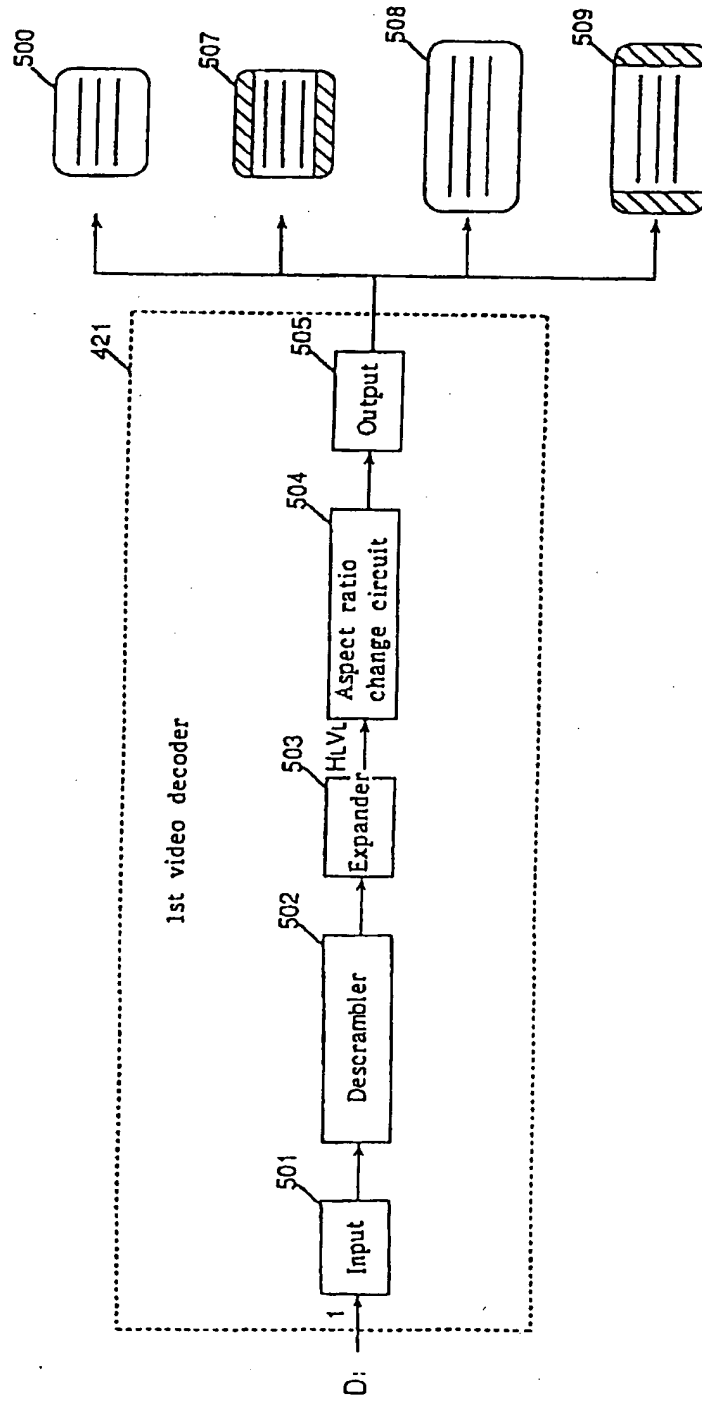 421
1st video decoder
D1
1
501
Input
502
Descrambler
503
Expander
HLVL
504
Aspect ratio
change circuit
505
Output
500
507
508
509